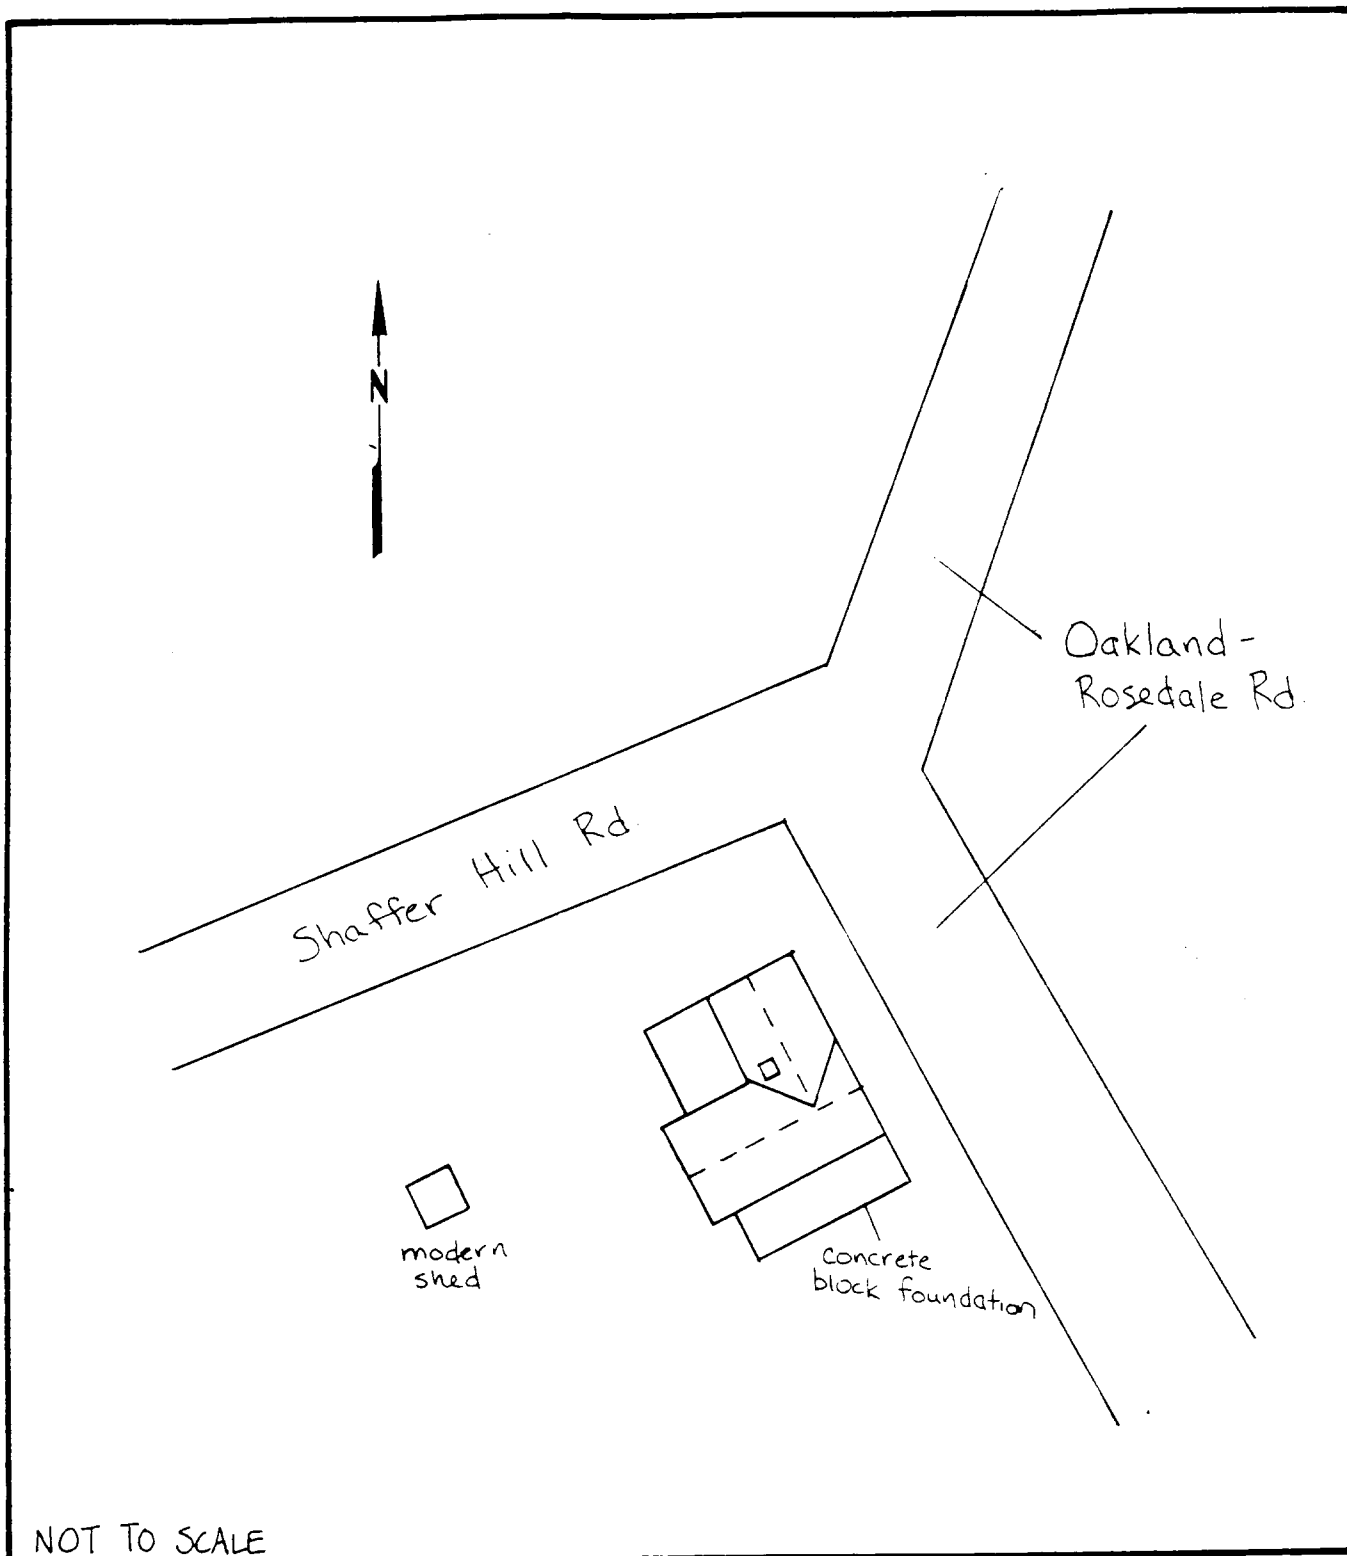 N
Oakland-
Rosedale Rd.
Shaffer Hill Rd.
modern
shed
concrete
block foundation
NOT TO SCALE